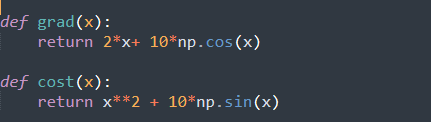 def grad(x):
    return 2*x+ 10*np.cos(x)
def cost(x):
    return x**2 + 10*np.sin(x)